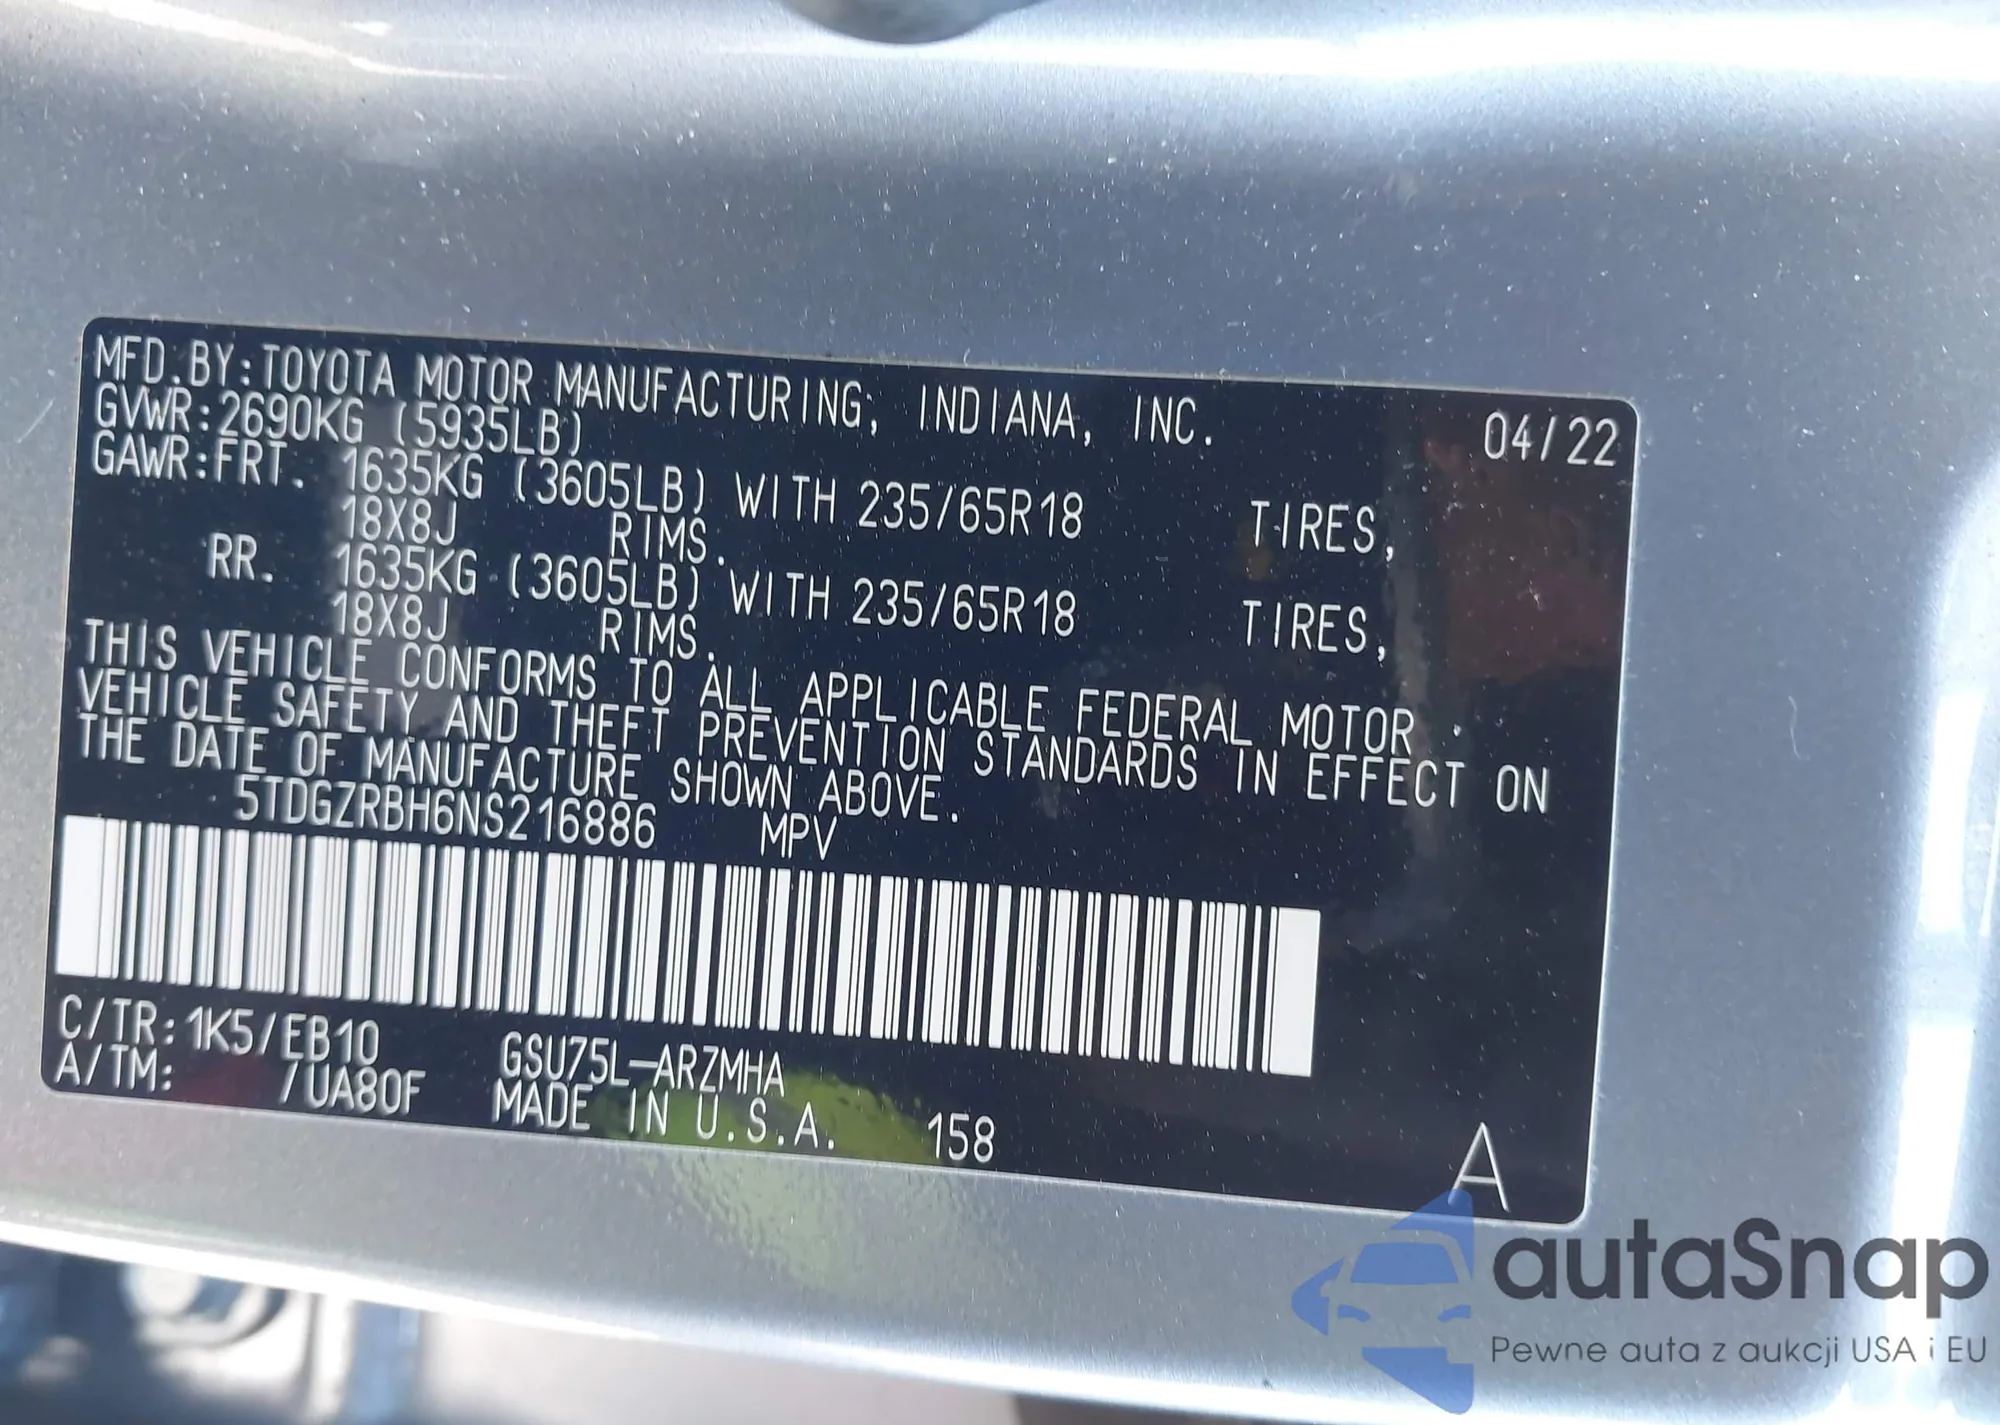 MFD.BY:TOYOTA MOTOR MANUFACTURING, INDIANA, INC. 04/22
GVWR:2690KG (5935LB)
GAWR:FRT. 1635KG (3605LB) WITH 235/65R18 TIRES,
18X8J RIMS.
RR. 1635KG (3605LB) WITH 235/65R18 TIRES,
18X8J RIMS.
THIS VEHICLE CONFORMS TO ALL APPLICABLE FEDERAL MOTOR
VEHICLE SAFETY AND THEFT PREVENTION STANDARDS IN EFFECT ON
THE DATE OF MANUFACTURE SHOWN ABOVE.
5TDGZRBH6NS216886 MPV
C/TR:1K5/EB10 GSU75L-ARZMHA
A/TM: /UA80F MADE IN U.S.A. 158 A
autaSnap
Pewne auta z aukcji USA i EU